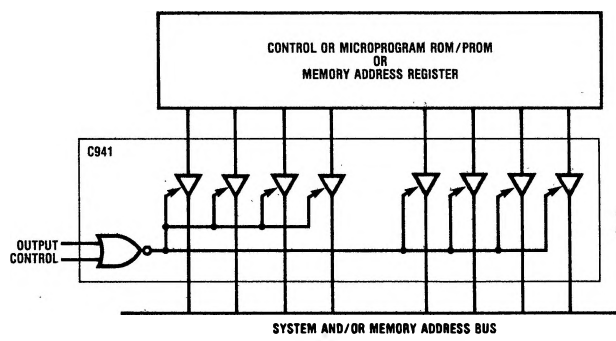 CONTROL OR MICROPROGRAM ROM/PROM
OR
MEMORY ADDRESS REGISTER
C941
OUTPUT
CONTROL
SYSTEM AND/OR MEMORY ADDRESS BUS